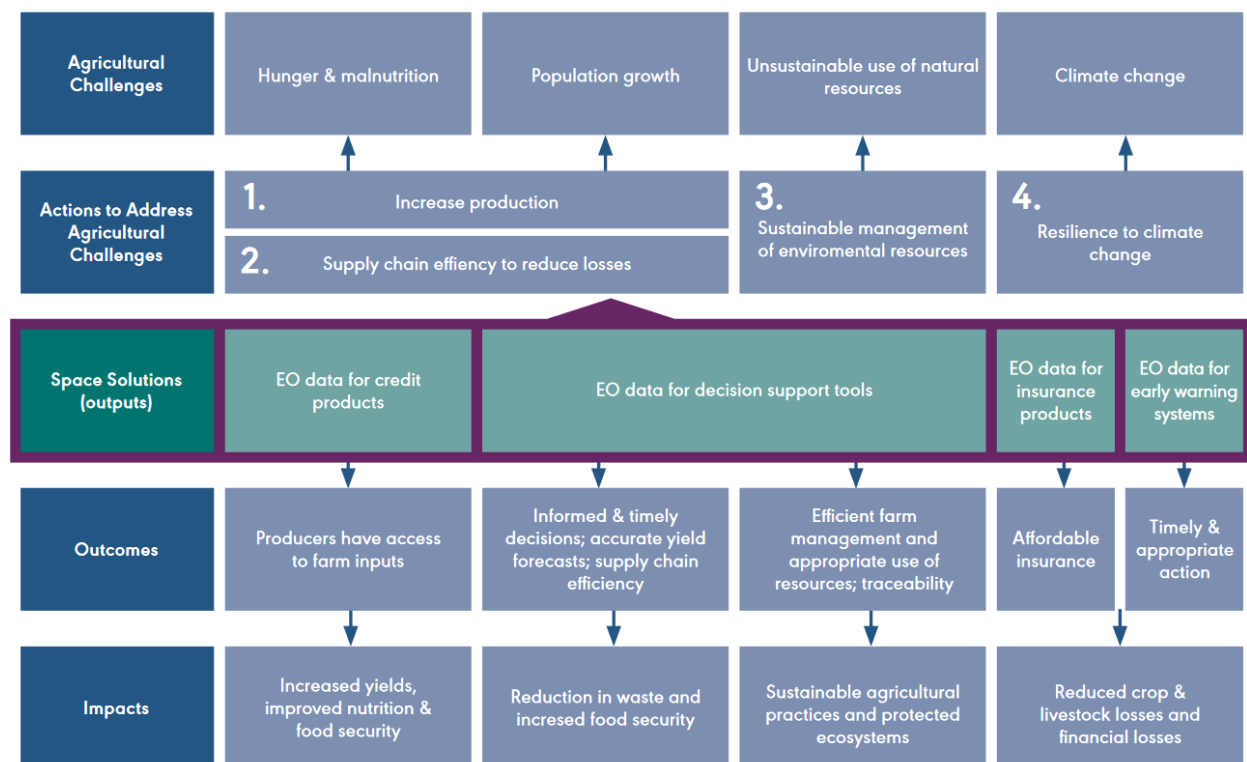 Agricultural
Challenges
Hunger & malnutrition
Population growth
Unsustainable use of natural
resources
Climate change
Actions to Address
Agricultural
Challenges
1.
Increase production
2.
Supply chain effiency to reduce losses
3.
Sustainable management
of enviromental resources
4.
Resilience to climate
change
Space Solutions
(outputs)
EO data for credit
products
EO data for decision support tools
EO data for
insurance
products
EO data for
early warning
systems
Outcomes
Producers have access
to farm inputs
Informed & timely
decisions; accurate yield
forecasts; supply chain
efficiency
Efficient farm
management and
appropriate use of
resources; traceability
Affordable
insurance
Timely &
appropriate
action
Impacts
Increased yields,
improved nutrition &
food security
Reduction in waste and
incresed food security
Sustainable agricultural
practices and protected
ecosystems
Reduced crop &
livestock losses and
financial losses